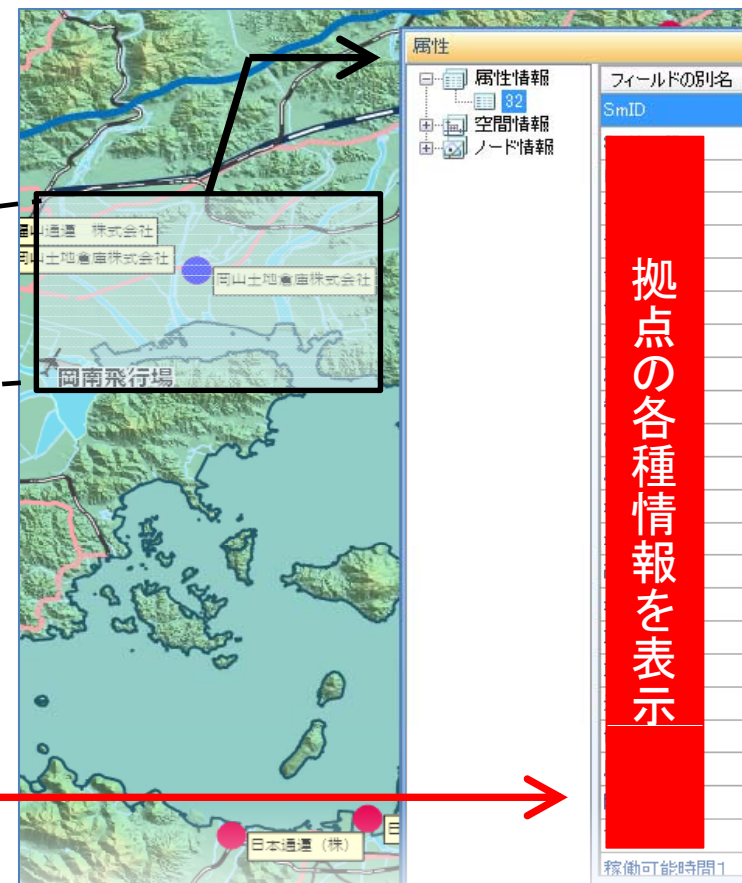 属性
属性情報
32
空間情報
ノード情報
フィールドの別名
SmID
拠点の各種情報を表示
稼働可能時間1
福山通運 株式会社
岡山土地倉庫株式会社
岡山土地倉庫株式会社
岡南飛行場
日本通運(株)